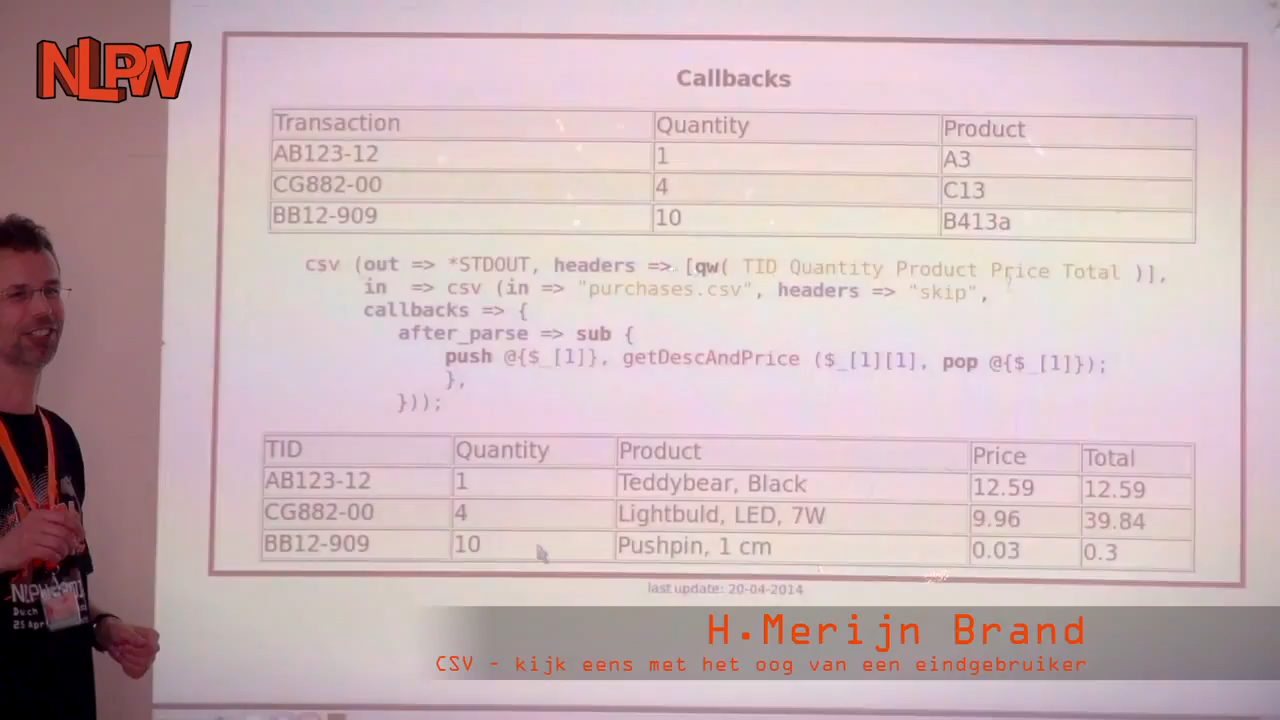 NLPW
Callbacks
Transaction Quantity Product
AB123-12 1 A3
CG882-00 4 C13
BB12-909 10 B413a
csv (out => *STDOUT, headers => [qw( TID Quantity Product Price Total )],
in => csv (in => "purchases.csv", headers => "skip",
callbacks => {
after_parse => sub {
push @{$_[1]}, getDescAndPrice ($_[1][1], pop @{$_[1]});
},
}));
TID Quantity Product Price Total
AB123-12 1 Teddybear, Black 12.59 12.59
CG882-00 4 Lightbuld, LED, 7W 9.96 39.84
BB12-909 10 Pushpin, 1 cm 0.03 0.3
last update: 20-04-2014
H.Merijn Brand
CSV - kijk eens met het oog van een eindgebruiker
Duch
25 Apr